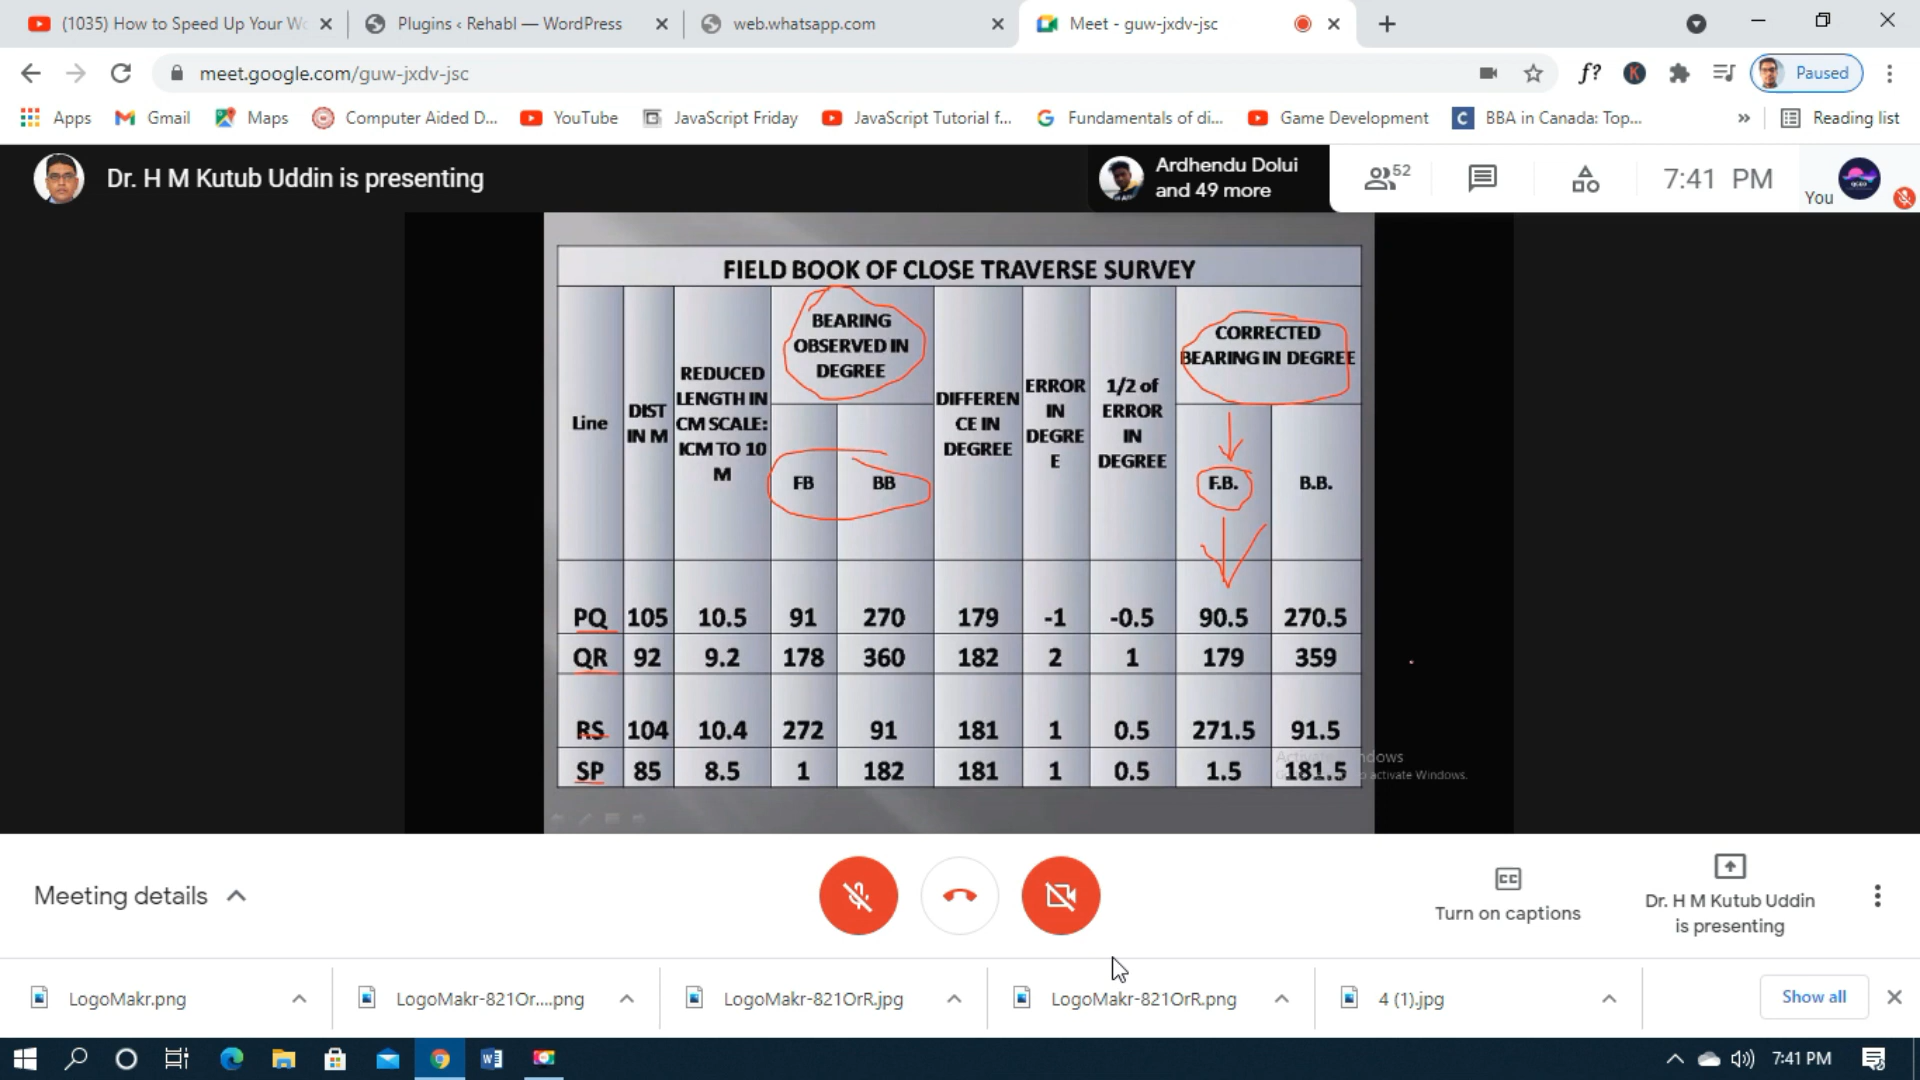 (1035) How to Speed Up Your Wo
Plugins ‹ Rehabl — WordPress
web.whatsapp.com
Meet - guw-jxdv-jsc
meet.google.com/guw-jxdv-jsc
f?
K
Paused
Apps
Gmail
Maps
Computer Aided D...
YouTube
JavaScript Friday
JavaScript Tutorial f...
Fundamentals of di...
Game Development
BBA in Canada: Top...
»
Reading list
Dr. H M Kutub Uddin is presenting
Ardhendu Dolui
and 49 more
52
7:41 PM
You
FIELD BOOK OF CLOSE TRAVERSE SURVEY
Line
DIST
IN M
REDUCED
LENGTH IN
CM SCALE:
ICM TO 10
M
BEARING
OBSERVED IN
DEGREE
FB
BB
DIFFEREN
CE IN
DEGREE
ERROR
IN
DEGRE
E
1/2 of
ERROR
IN
DEGREE
CORRECTED
BEARING IN DEGREE
F.B.
B.B.
PQ 105 10.5 91 270 179 -1 -0.5 90.5 270.5
QR 92 9.2 178 360 182 2 1 179 359
RS 104 10.4 272 91 181 1 0.5 271.5 91.5
SP 85 8.5 1 182 181 1 0.5 1.5 181.5
Meeting details
Turn on captions
Dr. H M Kutub Uddin
is presenting
LogoMakr.png
LogoMakr-821Or....png
LogoMakr-821OrR.jpg
LogoMakr-821OrR.png
4 (1).jpg
Show all
7:41 PM